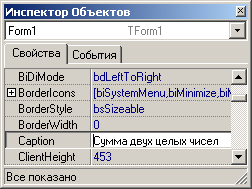 Инспектор Объектов
Form1 TForm1
Свойства События
BiDiMode bdLeftToRight
BorderIcons [biSystemMenu,biMinimize,biM
BorderStyle bsSizeable
BorderWidth 0
Caption Сумма двух целых чисел
ClientHeight 453
Все показано